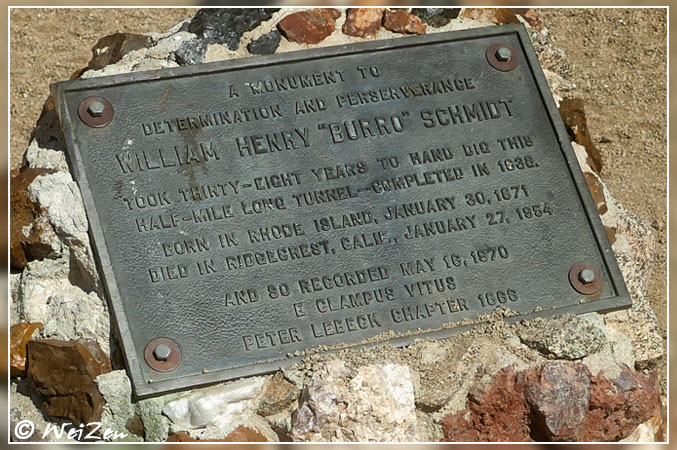 A MONUMENT TO
DETERMINATION AND PERSERVERANCE
WILLIAM HENRY "BURRO" SCHMIDT
TOOK THIRTY-EIGHT YEARS TO HAND DIG THIS
HALF-MILE LONG TUNNEL—COMPLETED IN 1938.
BORN IN RHODE ISLAND, JANUARY 30, 1871
DIED IN RIDGECREST, CALIF., JANUARY 27, 1954
AND SO RECORDED MAY 16, 1970
E CLAMPUS VITUS
PETER LEBECK CHAPTER 1866
© WeiZen